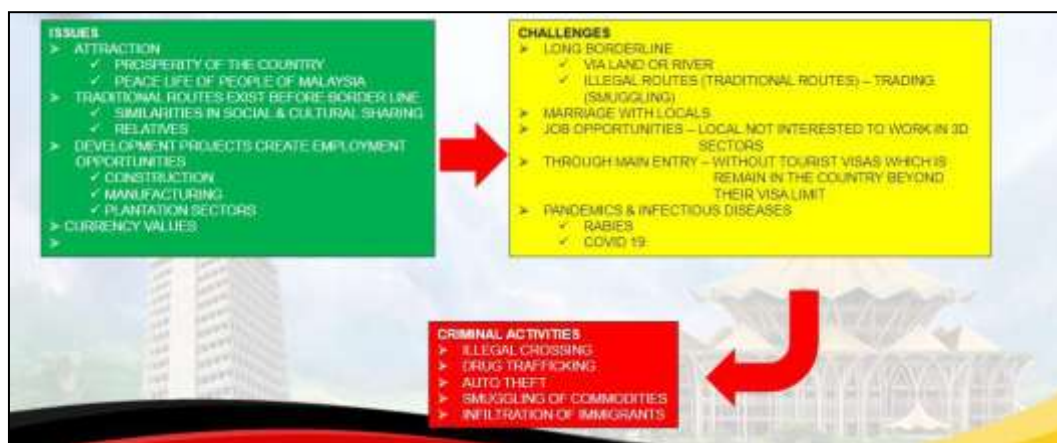 ISSUES
➤ ATTRACTION
✓ PROSPERITY OF THE COUNTRY
✓ PEACE LIFE OF PEOPLE OF MALAYSIA
➤ TRADITIONAL ROUTES EXIST BEFORE BORDER LINE
✓ SIMILARITIES IN SOCIAL & CULTURAL SHARING
✓ RELATIVES
➤ DEVELOPMENT PROJECTS CREATE EMPLOYMENT
OPPORTUNITIES
✓ CONSTRUCTION
✓ MANUFACTURING
✓ PLANTATION SECTORS
➤ CURRENCY VALUES
➤
CHALLENGES
➤ LONG BORDERLINE
✓ VIA LAND OR RIVER
✓ ILLEGAL ROUTES (TRADITIONAL ROUTES) – TRADING
(SMUGGLING)
➤ MARRIAGE WITH LOCALS
➤ JOB OPPORTUNITIES – LOCAL NOT INTERESTED TO WORK IN 3D
SECTORS
➤ THROUGH MAIN ENTRY – WITHOUT TOURIST VISAS WHICH IS
REMAIN IN THE COUNTRY BEYOND
THEIR VISA LIMIT
➤ PANDEMICS & INFECTIOUS DISEASES
✓ RABIES
✓ COVID 19
CRIMINAL ACTIVITIES
➤ ILLEGAL CROSSING
➤ DRUG TRAFFICKING
➤ AUTO THEFT
➤ SMUGGLING OF COMMODITIES
➤ INFILTRATION OF IMMIGRANTS